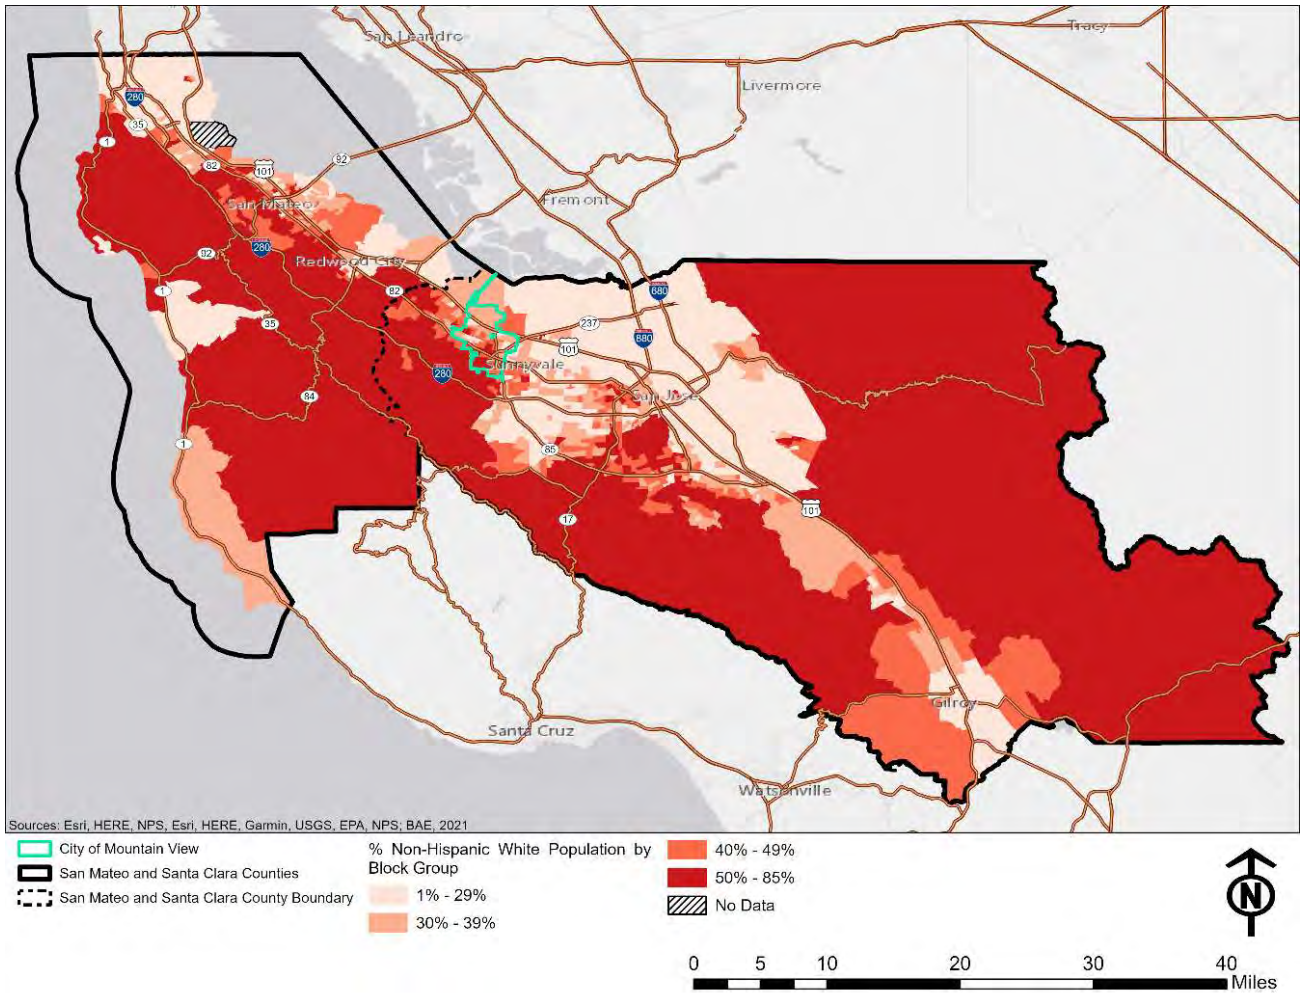 San Leandro
Tracy
Livermore
280
35
1
82
101
92
San Mateo
Fremont
92
280
Redwood City
1
82
680
35
237
880
101
Sunnyvale
280
84
San Jose
1
85
101
17
Gilroy
Santa Cruz
Watsonville
Sources: Esri, HERE, NPS, Esri, HERE, Garmin, USGS, EPA, NPS; BAE, 2021
City of Mountain View
San Mateo and Santa Clara Counties
San Mateo and Santa Clara County Boundary
% Non-Hispanic White Population by
Block Group
1% - 29%
30% - 39%
40% - 49%
50% - 85%
No Data
N
0 5 10 20 30 40
Miles